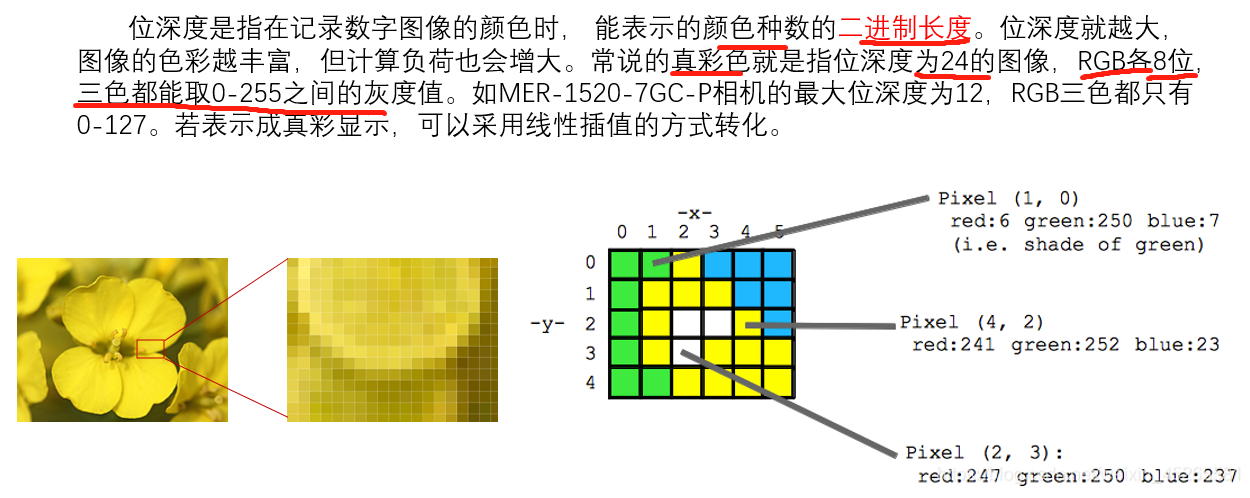 位深度是指在记录数字图像的颜色时， 能表示的颜色种数的二进制长度。位深度就越大，
图像的色彩越丰富，但计算负荷也会增大。常说的真彩色就是指位深度为24的图像，RGB各8位，
三色都能取0-255之间的灰度值。如MER-1520-7GC-P相机的最大位深度为12，RGB三色都只有
0-127。若表示成真彩显示，可以采用线性插值的方式转化。
-x-
0 1 2 3 4 5
0
1
2
3
4
-y-
Pixel (1, 0)
red:6 green:250 blue:7
(i.e. shade of green)
Pixel (4, 2)
red:241 green:252 blue:23
Pixel (2, 3):
red:247 green:250 blue:237